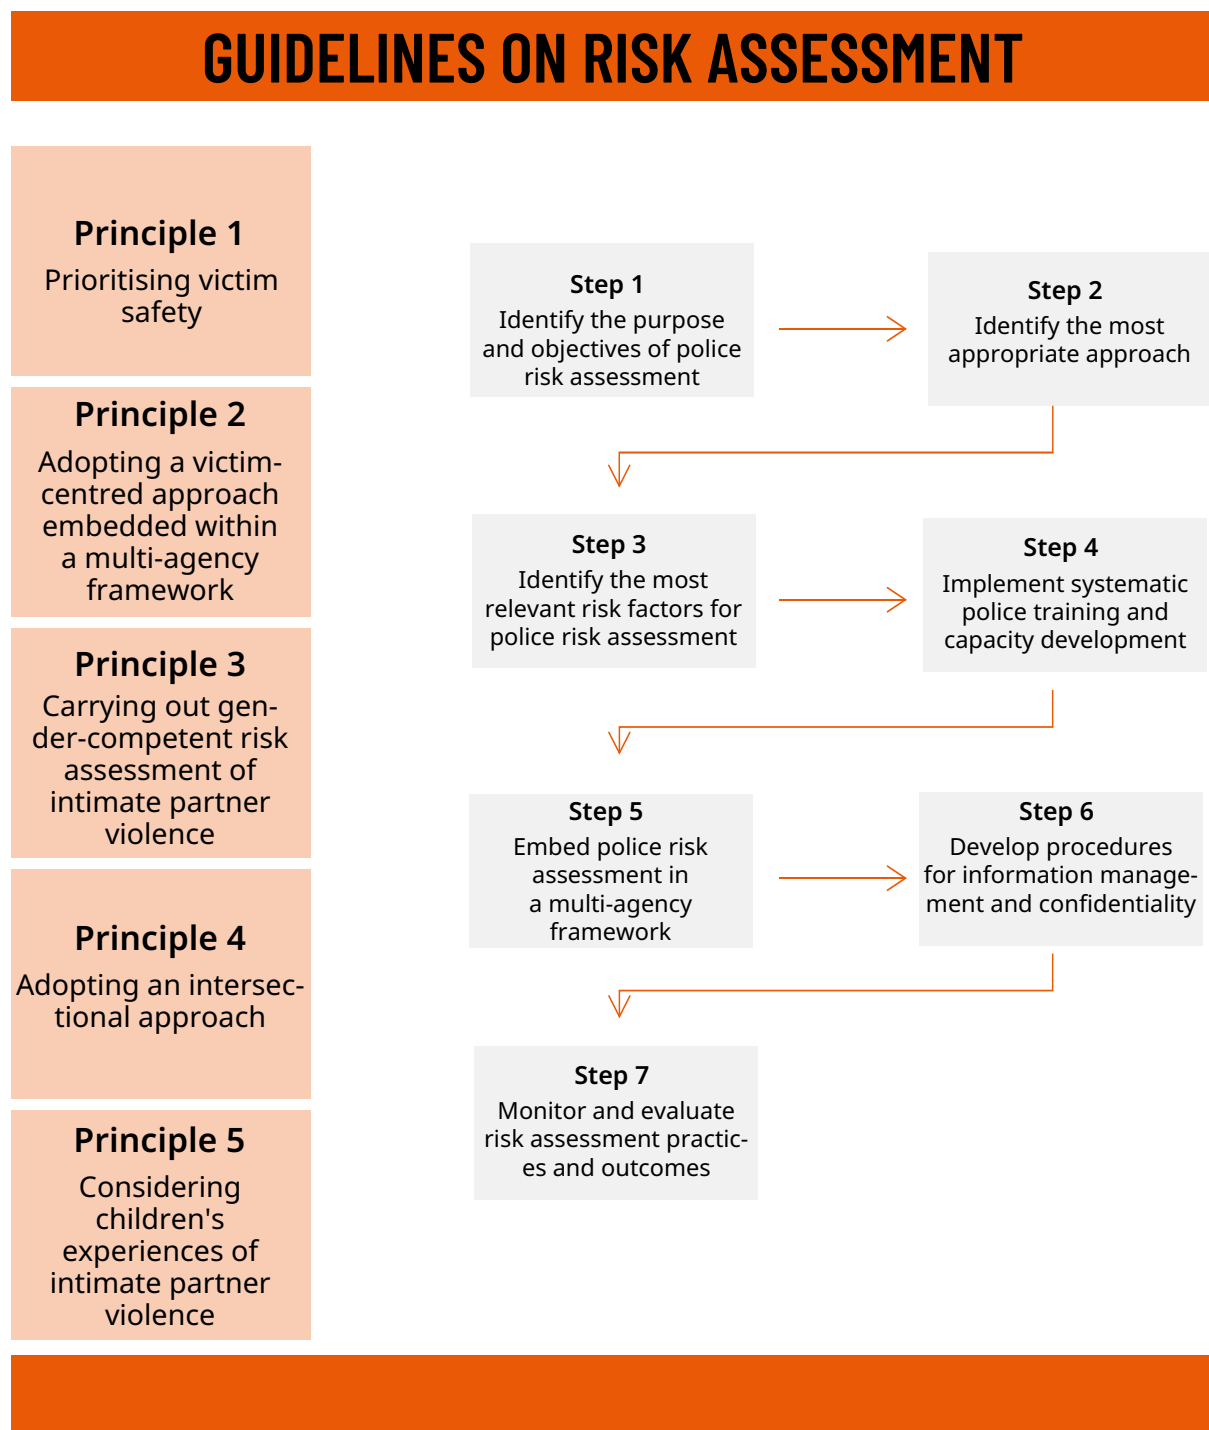 GUIDELINES ON RISK ASSESSMENT
Principle 1
Prioritising victim
safety
Principle 2
Adopting a victim-
centred approach
embedded within
a multi-agency
framework
Principle 3
Carrying out gen-
der-competent risk
assessment of
intimate partner
violence
Principle 4
Adopting an intersec-
tional approach
Principle 5
Considering
children's
experiences of
intimate partner
violence
Step 1
Identify the purpose
and objectives of police
risk assessment
Step 2
Identify the most
appropriate approach
Step 3
Identify the most
relevant risk factors for
police risk assessment
Step 4
Implement systematic
police training and
capacity development
Step 5
Embed police risk
assessment in
a multi-agency
framework
Step 6
Develop procedures
for information manage-
ment and confidentiality
Step 7
Monitor and evaluate
risk assessment practic-
es and outcomes